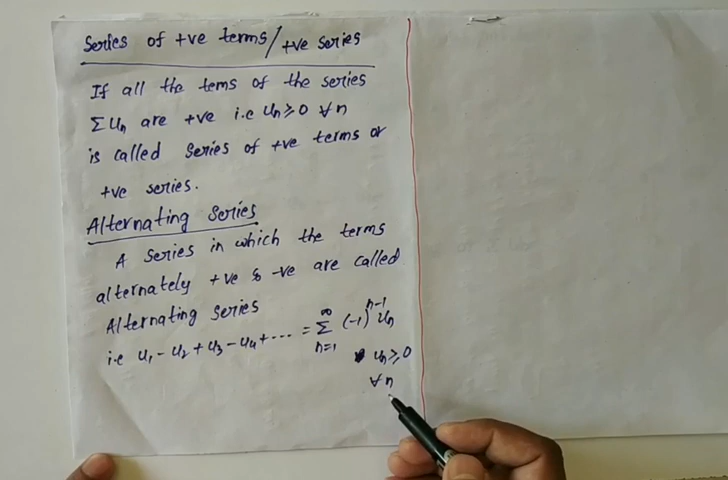 Series of +ve terms/+ve series
If all the tems of the series
Σ Un are +ve i.e Un ≥ 0 ∀ n
is called series of +ve terms or
+ve series.
Alternating Series
A series in which the terms
alternately +ve & -ve are called
Alternating series
i.e U₁ - U₂ + U₃ - U₄ + ---- = ∞Σn=1 (-1)ⁿ⁻¹ Un
Un ≥ 0
∀ n